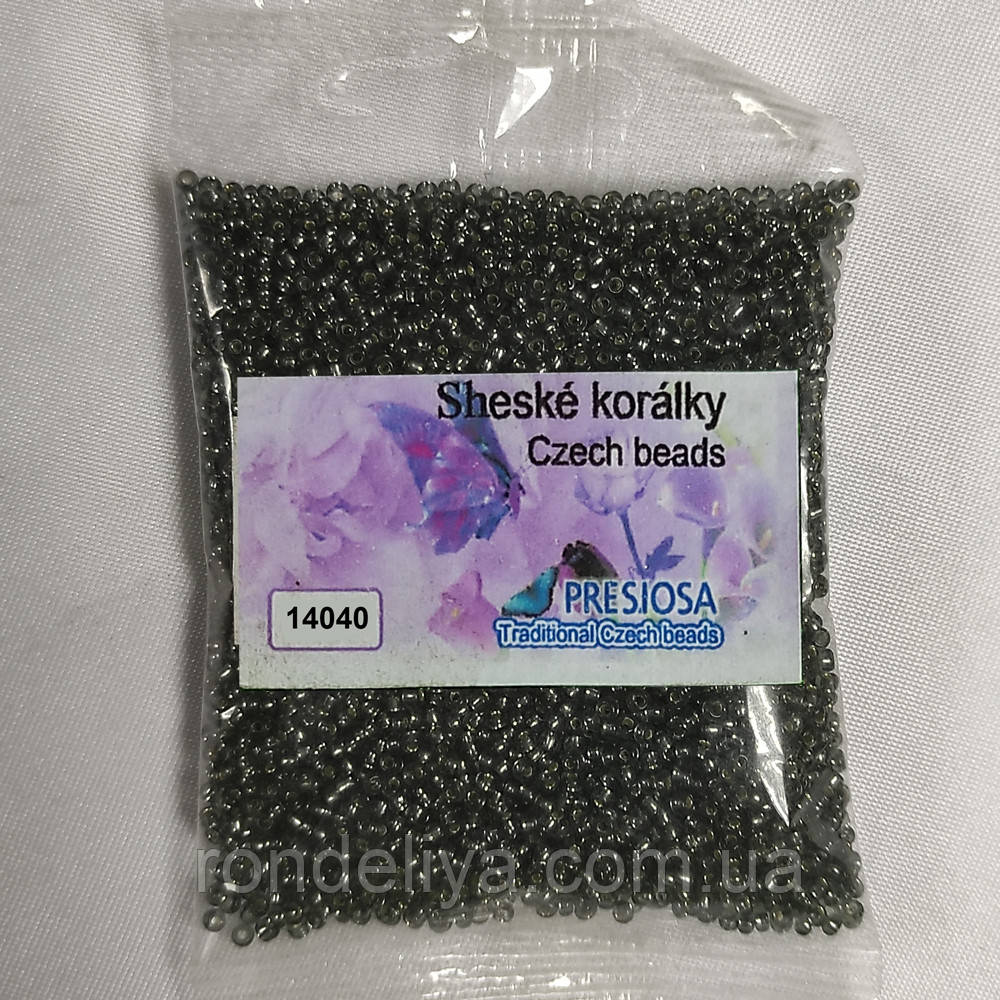 Sheské korálky
Czech beads
PRESIOSA
14040
Traditional Czech beads
rondeliya.com.ua